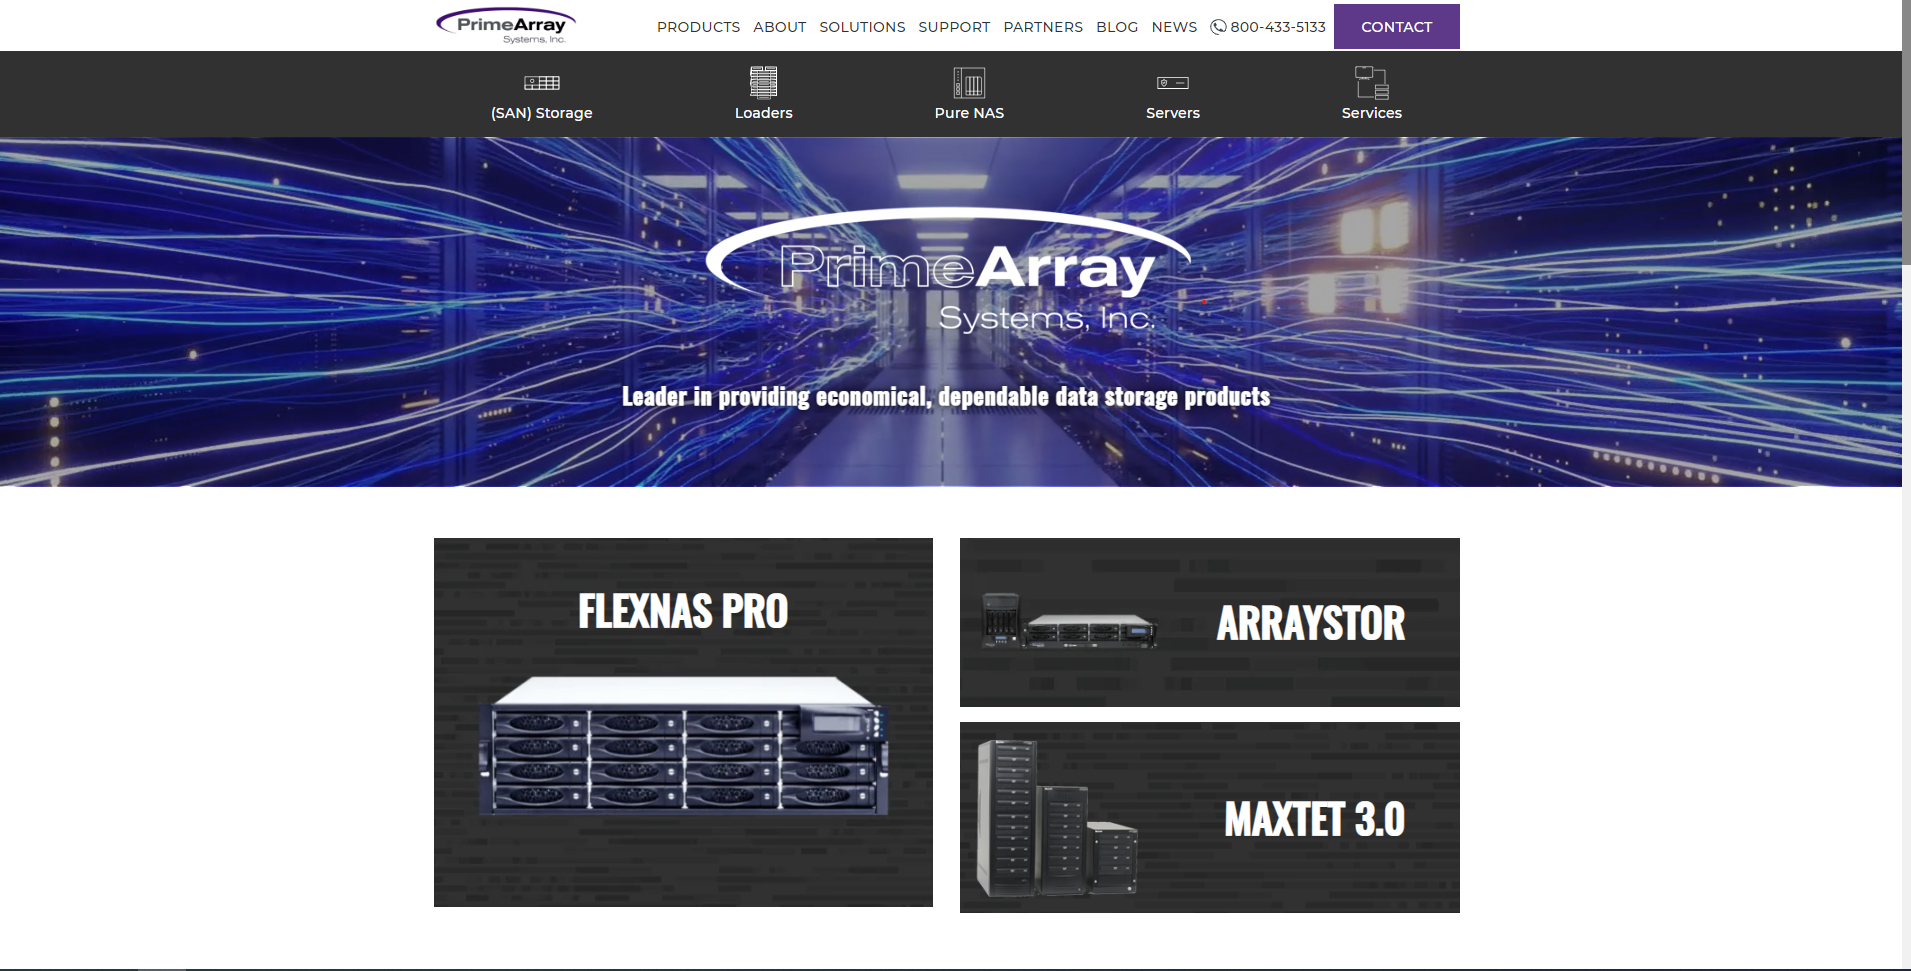 PrimeArray
Systems, Inc.
PRODUCTS ABOUT SOLUTIONS SUPPORT PARTNERS BLOG NEWS 800-433-5133 CONTACT
(SAN) Storage Loaders Pure NAS Servers Services
PrimeArray
Systems, Inc.
Leader in providing economical, dependable data storage products
FLEXNAS PRO
ARRAYSTOR
MAXTET 3.0